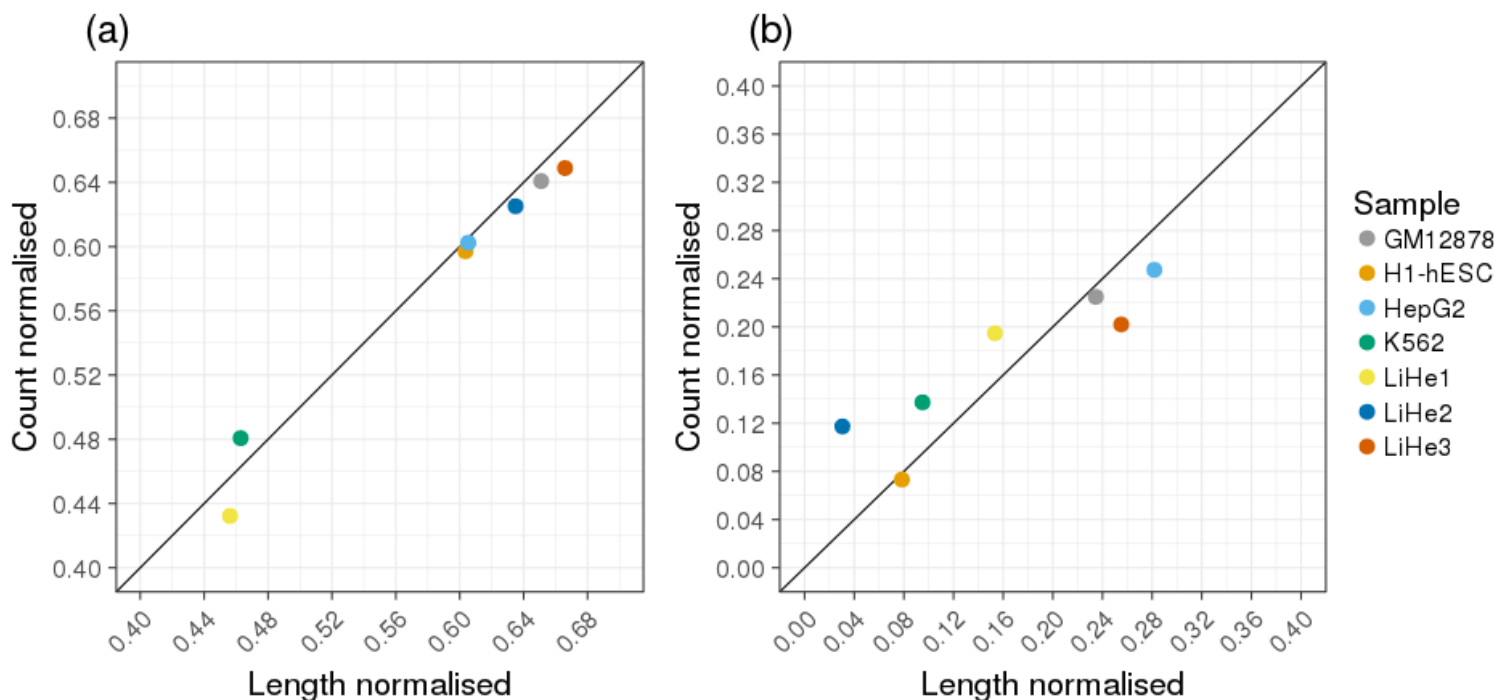 (a)
0.68
0.64
0.60
0.56
0.52
0.48
0.44
0.40
Count normalised
0.40 0.44 0.48 0.52 0.56 0.60 0.64 0.68
Length normalised
(b)
0.40
0.36
0.32
0.28
0.24
0.20
0.16
0.12
0.08
0.04
0.00
Count normalised
0.00 0.04 0.08 0.12 0.16 0.20 0.24 0.28 0.32 0.36 0.40
Length normalised
Sample
GM12878
H1-hESC
HepG2
K562
LiHe1
LiHe2
LiHe3